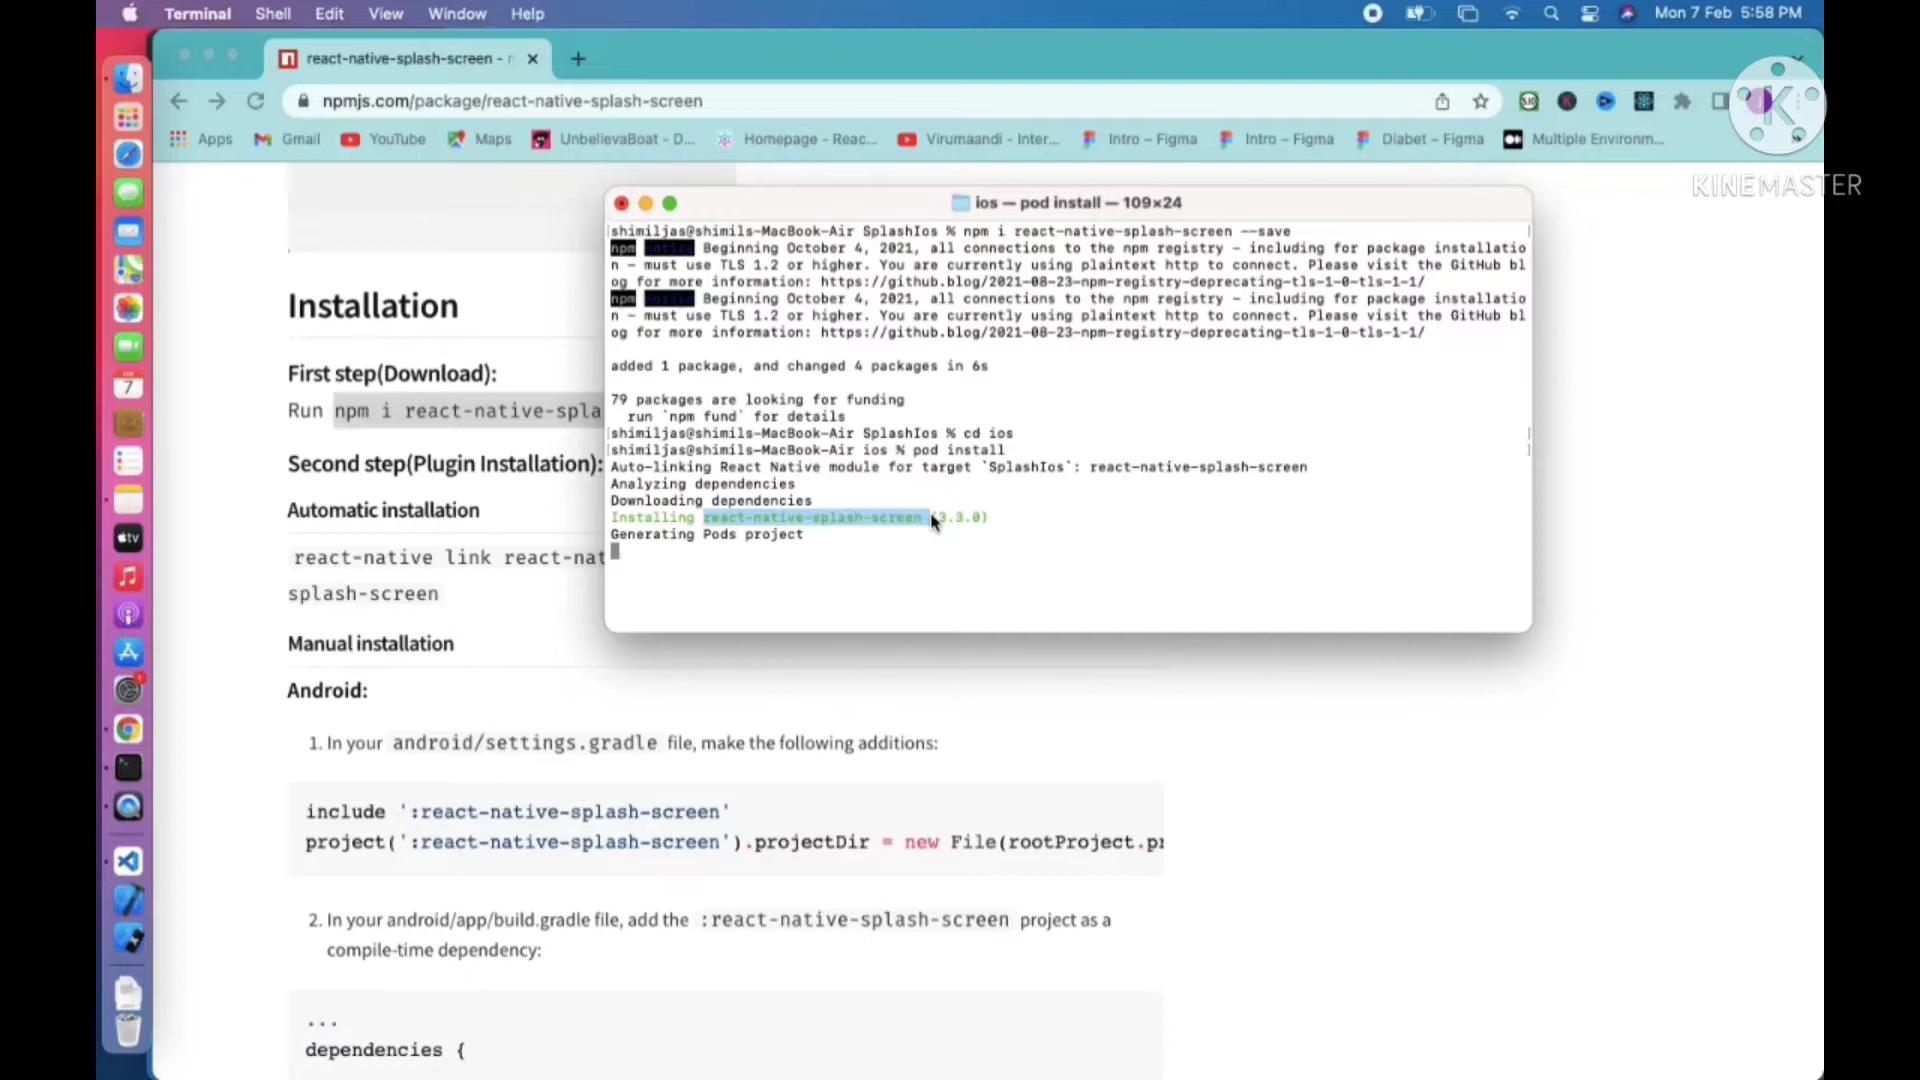 Terminal Shell Edit View Window Help Mon 7 Feb 5:58 PM
react-native-splash-screen -
npmjs.com/package/react-native-splash-screen
Apps Gmail YouTube Maps UnbelievaBoat - D... Homepage - Reac... Virumaandi - Inter... Intro – Figma Intro – Figma Diabet – Figma Multiple Environm...
KINEMASTER
ios — pod install — 109×24
shimiljas@shimils-MacBook-Air SplashIos % npm i react-native-splash-screen --save
npm notice Beginning October 4, 2021, all connections to the npm registry - including for package installatio
n - must use TLS 1.2 or higher. You are currently using plaintext http to connect. Please visit the GitHub bl
og for more information: https://github.blog/2021-08-23-npm-registry-deprecating-tls-1-0-tls-1-1/
npm notice Beginning October 4, 2021, all connections to the npm registry - including for package installatio
n - must use TLS 1.2 or higher. You are currently using plaintext http to connect. Please visit the GitHub bl
og for more information: https://github.blog/2021-08-23-npm-registry-deprecating-tls-1-0-tls-1-1/
added 1 package, and changed 4 packages in 6s
79 packages are looking for funding
run `npm fund` for details
shimiljas@shimils-MacBook-Air SplashIos % cd ios
shimiljas@shimils-MacBook-Air ios % pod install
Auto-linking React Native module for target `SplashIos`: react-native-splash-screen
Analyzing dependencies
Downloading dependencies
Installing react-native-splash-screen (3.3.0)
Generating Pods project
Installation
First step(Download):
Run npm i react-native-spla
Second step(Plugin Installation):
Automatic installation
react-native link react-nat
splash-screen
Manual installation
Android:
1. In your android/settings.gradle file, make the following additions:
include ':react-native-splash-screen'
project(':react-native-splash-screen').projectDir = new File(rootProject.pr
2. In your android/app/build.gradle file, add the :react-native-splash-screen project as a
compile-time dependency:
...
dependencies {